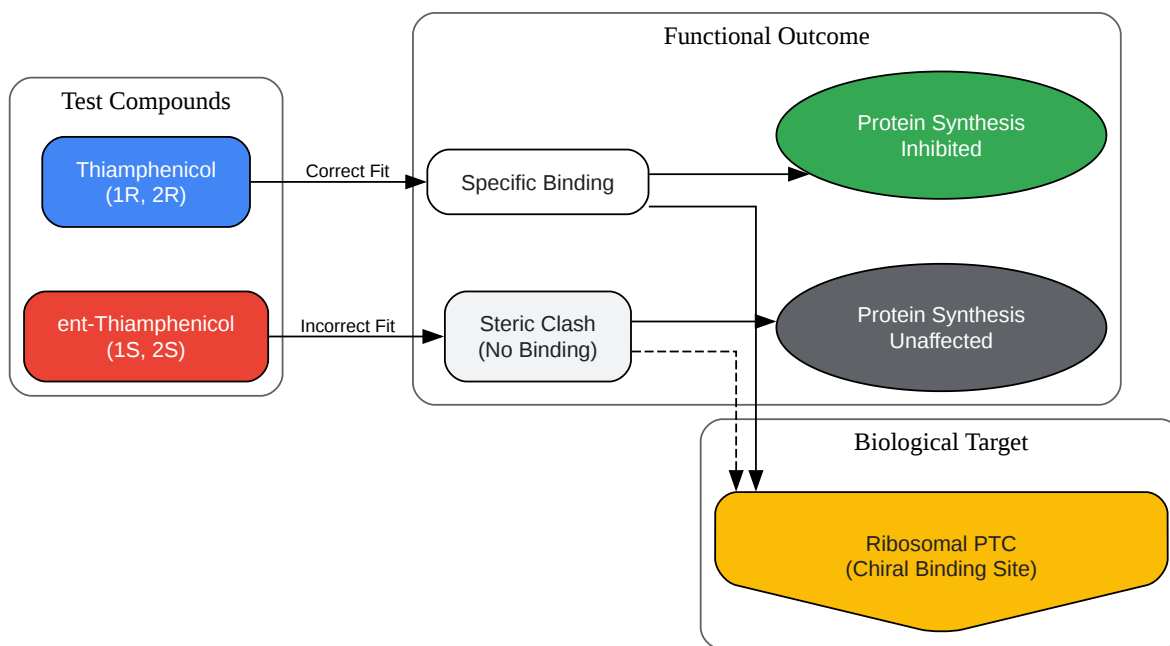 Functional Outcome
Test Compounds
Thiamphenicol
(1R, 2R)
Correct Fit
Specific Binding
Protein Synthesis
Inhibited
ent-Thiamphenicol
(1S, 2S)
Incorrect Fit
Steric Clash
(No Binding)
Protein Synthesis
Unaffected
Biological Target
Ribosomal PTC
(Chiral Binding Site)